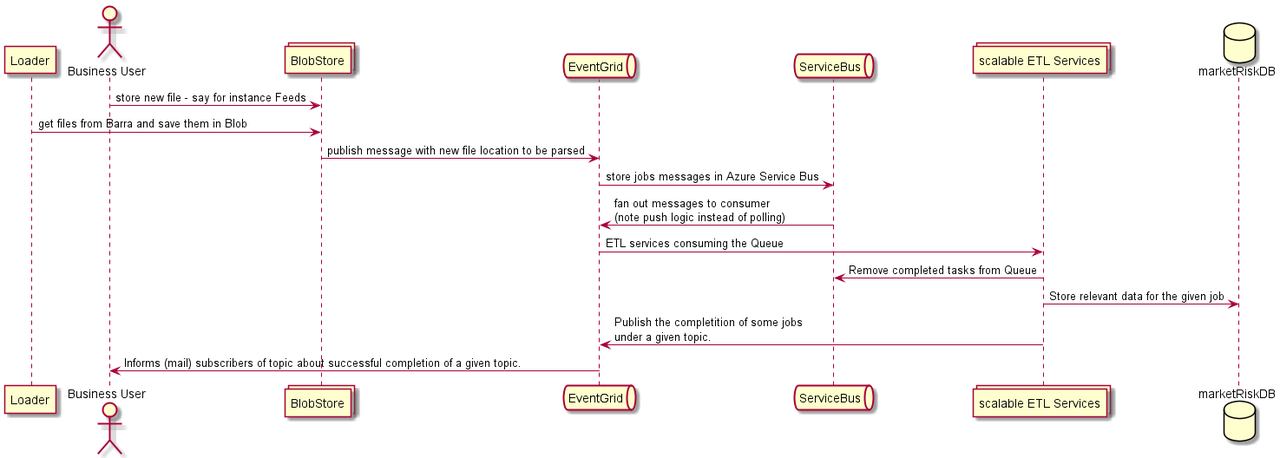 Loader
Business User
BlobStore
EventGrid
ServiceBus
scalable ETL Services
marketRiskDB
store new file - say for instance Feeds
get files from Barra and save them in Blob
publish message with new file location to be parsed
store jobs messages in Azure Service Bus
fan out messages to consumer
(note push logic instead of polling)
ETL services consuming the Queue
Remove completed tasks from Queue
Store relevant data for the given job
Publish the completition of some jobs
under a given topic.
Informs (mail) subscribers of topic about successful completion of a given topic.
Loader
Business User
BlobStore
EventGrid
ServiceBus
scalable ETL Services
marketRiskDB